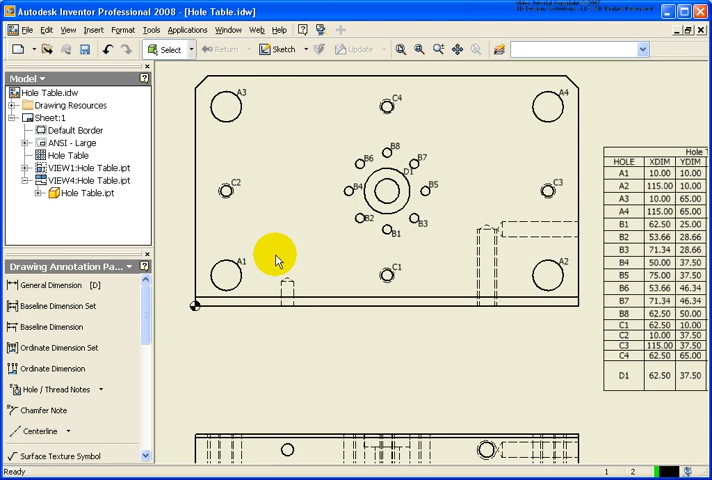 Autodesk Inventor Professional 2008 - [Hole Table.idw]
File Edit View Insert Format Tools Applications Window Web Help
Select Return Sketch Update
Model
Hole Table.idw
Drawing Resources
Sheet:1
Default Border
ANSI - Large
Hole Table
VIEW1:Hole Table.ipt
VIEW4:Hole Table.ipt
Hole Table.ipt
Drawing Annotation Pa...
General Dimension [D]
Baseline Dimension Set
Baseline Dimension
Ordinate Dimension Set
Ordinate Dimension
Hole / Thread Notes
Chamfer Note
Centerline
Surface Texture Symbol
A3
C4
A4
B8
B6
B7
D1
C2
B4
B5
C3
B2
B3
B1
A1
C1
A2
Hole T
HOLE XDIM YDIM
A1 10.00 10.00
A2 115.00 10.00
A3 10.00 65.00
A4 115.00 65.00
B1 62.50 25.00
B2 53.66 28.66
B3 71.34 28.66
B4 50.00 37.50
B5 75.00 37.50
B6 53.66 46.34
B7 71.34 46.34
B8 62.50 50.00
C1 62.50 10.00
C2 10.00 37.50
C3 115.00 37.50
C4 62.50 65.00
D1 62.50 37.50
Ready
1 2